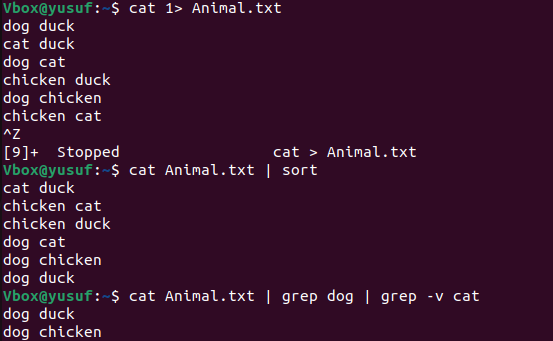 Vbox@yusuf:~$ cat 1> Animal.txt
dog duck
cat duck
dog cat
chicken duck
dog chicken
chicken cat
^Z
[9]+  Stopped                 cat > Animal.txt
Vbox@yusuf:~$ cat Animal.txt | sort
cat duck
chicken cat
chicken duck
dog cat
dog chicken
dog duck
Vbox@yusuf:~$ cat Animal.txt | grep dog | grep -v cat
dog duck
dog chicken